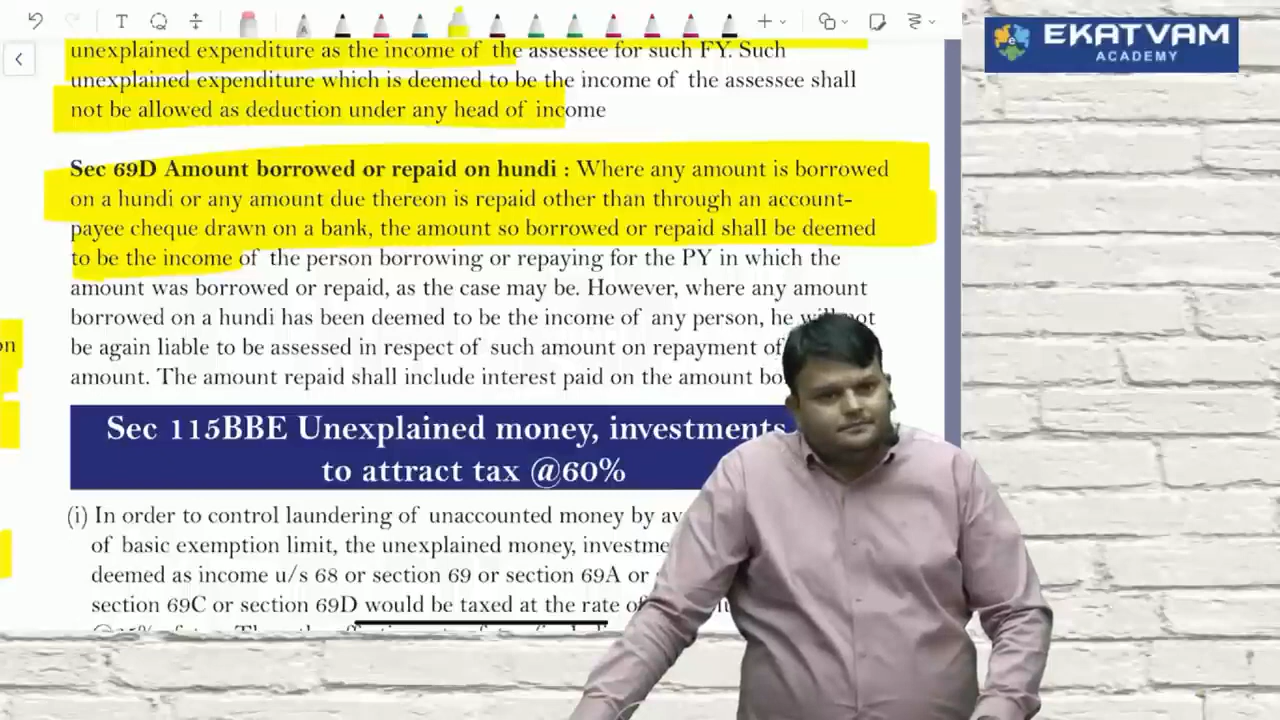 EKATVAM
ACADEMY
unexplained expenditure as the income of the assessee for such FY. Such
unexplained expenditure which is deemed to be the income of the assessee shall
not be allowed as deduction under any head of income
Sec 69D Amount borrowed or repaid on hundi : Where any amount is borrowed
on a hundi or any amount due thereon is repaid other than through an account-
payee cheque drawn on a bank, the amount so borrowed or repaid shall be deemed
to be the income of the person borrowing or repaying for the PY in which the
amount was borrowed or repaid, as the case may be. However, where any amount
borrowed on a hundi has been deemed to be the income of any person, he will not
on
be again liable to be assessed in respect of such amount on repayment of
amount. The amount repaid shall include interest paid on the amount
Sec 115BBE Unexplained money, investments
to attract tax @60%
(i) In order to control laundering of unaccounted money by
of basic exemption limit, the unexplained money,
deemed as income u/s 68 or section 69 or section 69A or
section 69C or section 69D would be taxed at the rate of